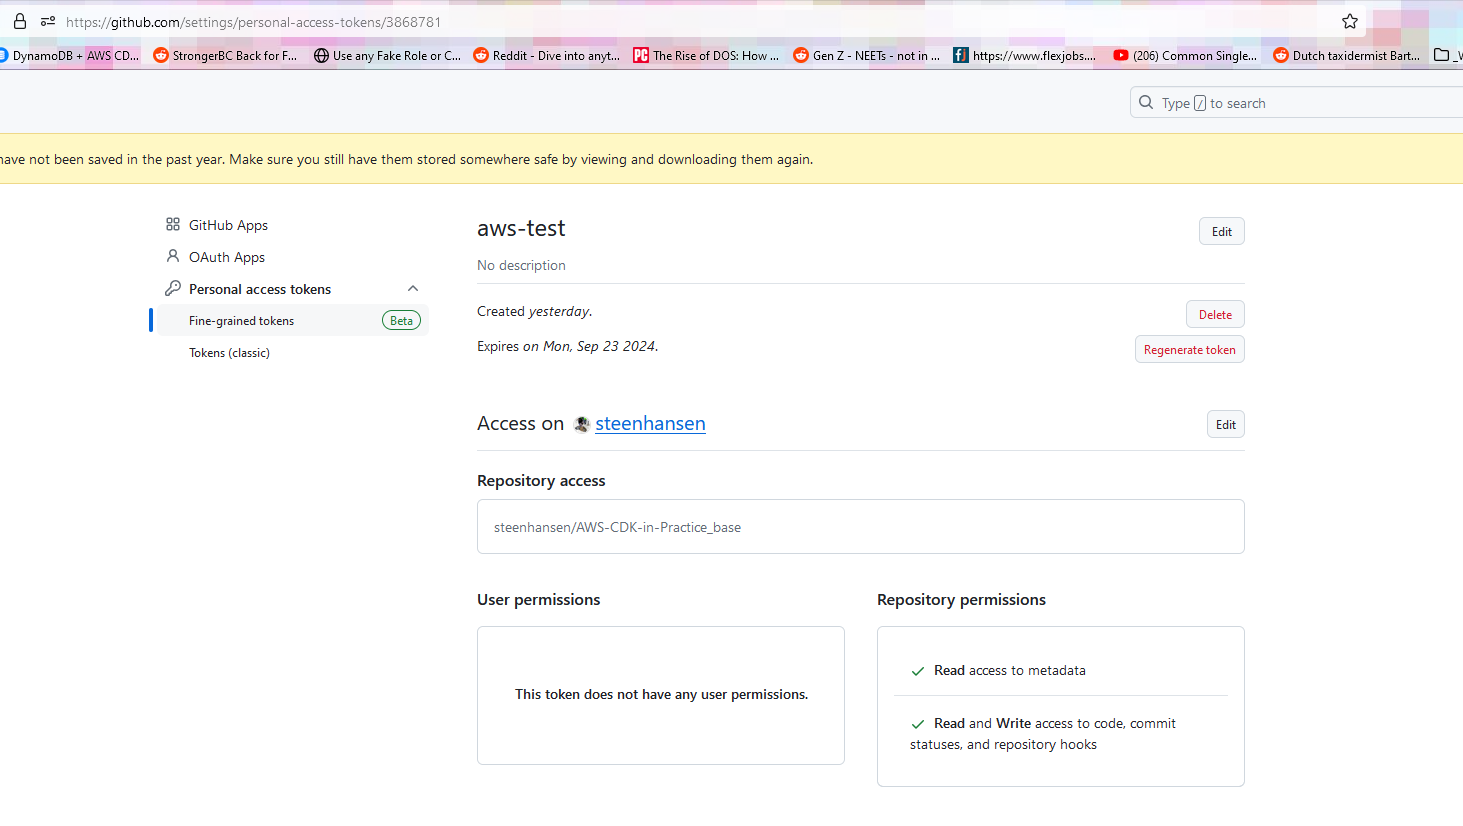 https://github.com/settings/personal-access-tokens/3868781
DynamoDB + AWS CD...
StrongerBC Back for F...
Use any Fake Role or C...
Reddit - Dive into anyt...
PC
The Rise of DOS: How ...
Gen Z - NEETs - not in ...
fj
https://www.flexjobs....
(206) Common Single...
Dutch taxidermist Bart...
Type / to search
have not been saved in the past year. Make sure you still have them stored somewhere safe by viewing and downloading them again.
GitHub Apps
OAuth Apps
Personal access tokens
Fine-grained tokens
Beta
Tokens (classic)
aws-test
Edit
No description
Created yesterday.
Delete
Expires on Mon, Sep 23 2024.
Regenerate token
Access on steenhansen
Edit
Repository access
steenhansen/AWS-CDK-in-Practice_base
User permissions
This token does not have any user permissions.
Repository permissions
Read access to metadata
Read and Write access to code, commit
statuses, and repository hooks